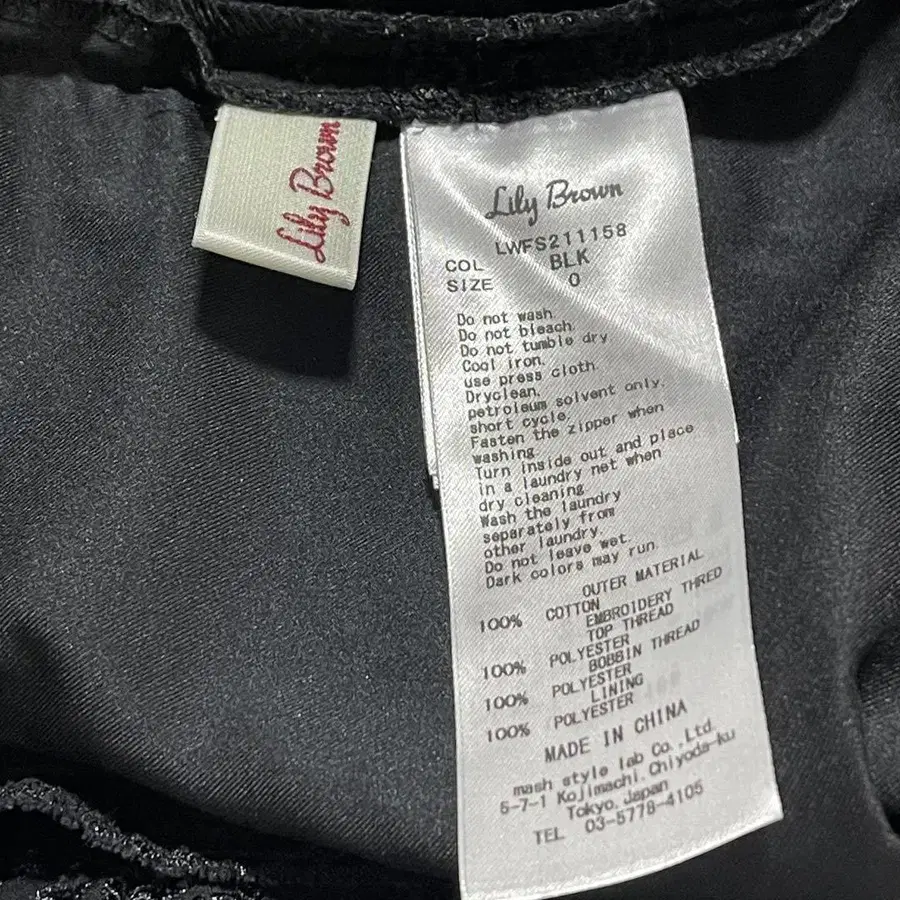 Lily Brown
Lily Brown
LWFS211158
COL BLK
SIZE 0
Do not wash.
Do not bleach.
Do not tumble dry
Cool iron.
use press cloth.
Dryclean.
petroleum solvent only.
short cycle.
Fasten the zipper when
washing
Turn inside out and place
in a laundry net when
dry cleaning
Wash the laundry
separately from
other laundry.
Do not leave wet.
Dark colors may run.
OUTER MATERIAL
100% COTTON
EMBROIDERY THRED
TOP THREAD
100% POLYESTER
BOBBIN THREAD
100% POLYESTER
LINING
100% POLYESTER
MADE IN CHINA
mash style lab Co.,Ltd.
5-7-1 Kojimachi, Chiyoda-ku
Tokyo, Japan
TEL 03-5778-4105